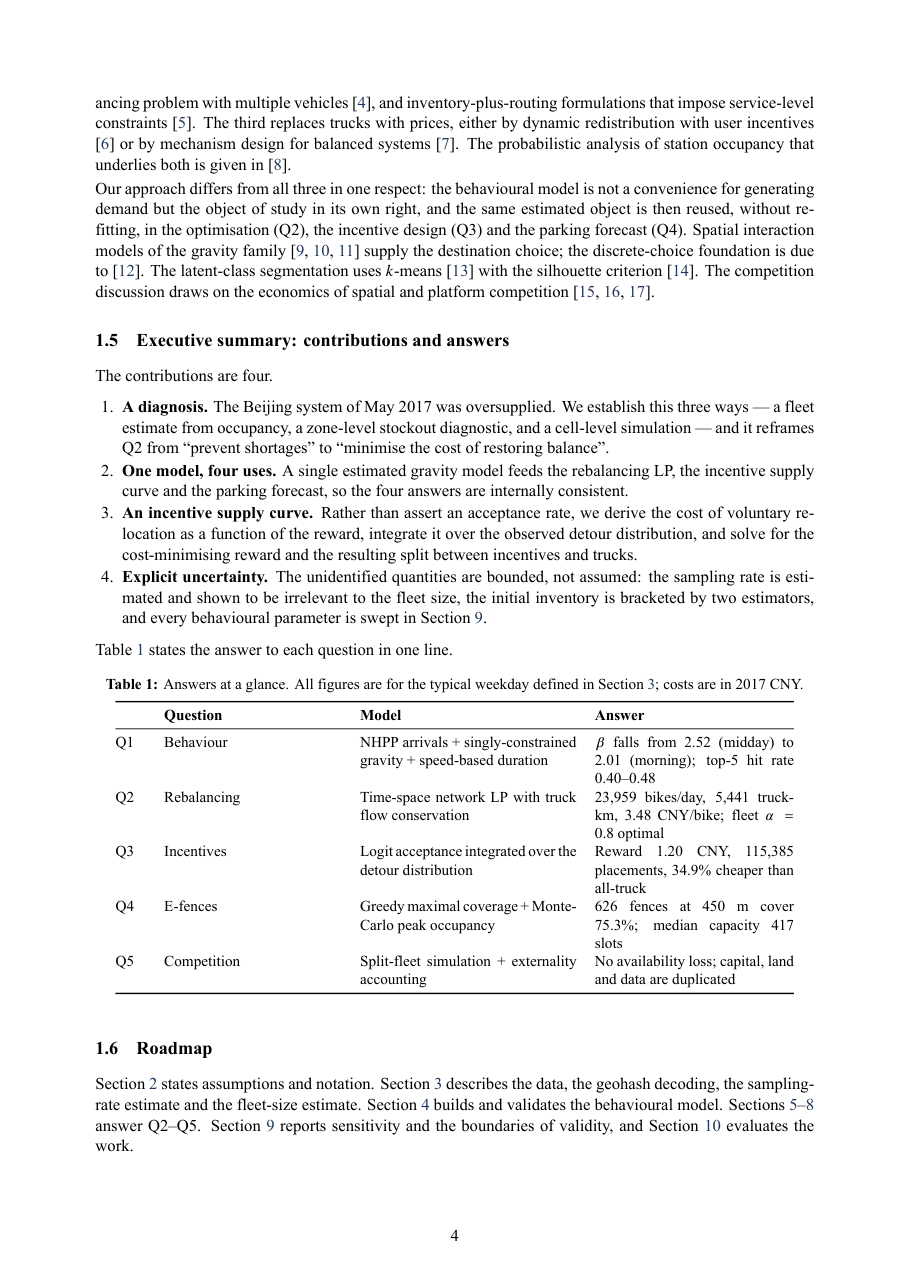 ancing problem with multiple vehicles [4], and inventory-plus-routing formulations that impose service-level
constraints [5]. The third replaces trucks with prices, either by dynamic redistribution with user incentives
[6] or by mechanism design for balanced systems [7]. The probabilistic analysis of station occupancy that
underlies both is given in [8].
Our approach differs from all three in one respect: the behavioural model is not a convenience for generating
demand but the object of study in its own right, and the same estimated object is then reused, without re-
fitting, in the optimisation (Q2), the incentive design (Q3) and the parking forecast (Q4). Spatial interaction
models of the gravity family [9, 10, 11] supply the destination choice; the discrete-choice foundation is due
to [12]. The latent-class segmentation uses k-means [13] with the silhouette criterion [14]. The competition
discussion draws on the economics of spatial and platform competition [15, 16, 17].
1.5 Executive summary: contributions and answers
The contributions are four.
1. A diagnosis. The Beijing system of May 2017 was oversupplied. We establish this three ways — a fleet
estimate from occupancy, a zone-level stockout diagnostic, and a cell-level simulation — and it reframes
Q2 from “prevent shortages” to “minimise the cost of restoring balance”.
2. One model, four uses. A single estimated gravity model feeds the rebalancing LP, the incentive supply
curve and the parking forecast, so the four answers are internally consistent.
3. An incentive supply curve. Rather than assert an acceptance rate, we derive the cost of voluntary re-
location as a function of the reward, integrate it over the observed detour distribution, and solve for the
cost-minimising reward and the resulting split between incentives and trucks.
4. Explicit uncertainty. The unidentified quantities are bounded, not assumed: the sampling rate is esti-
mated and shown to be irrelevant to the fleet size, the initial inventory is bracketed by two estimators,
and every behavioural parameter is swept in Section 9.
Table 1 states the answer to each question in one line.
Table 1: Answers at a glance. All figures are for the typical weekday defined in Section 3; costs are in 2017 CNY.
Question Model Answer
Q1 Behaviour NHPP arrivals + singly-constrained β falls from 2.52 (midday) to
gravity + speed-based duration 2.01 (morning); top-5 hit rate
0.40–0.48
Q2 Rebalancing Time-space network LP with truck 23,959 bikes/day, 5,441 truck-
flow conservation km, 3.48 CNY/bike; fleet α =
0.8 optimal
Q3 Incentives Logit acceptance integrated over the Reward 1.20 CNY, 115,385
detour distribution placements, 34.9% cheaper than
all-truck
Q4 E-fences Greedy maximal coverage + Monte- 626 fences at 450 m cover
Carlo peak occupancy 75.3%; median capacity 417
slots
Q5 Competition Split-fleet simulation + externality No availability loss; capital, land
accounting and data are duplicated
1.6 Roadmap
Section 2 states assumptions and notation. Section 3 describes the data, the geohash decoding, the sampling-
rate estimate and the fleet-size estimate. Section 4 builds and validates the behavioural model. Sections 5–8
answer Q2–Q5. Section 9 reports sensitivity and the boundaries of validity, and Section 10 evaluates the
work.
4